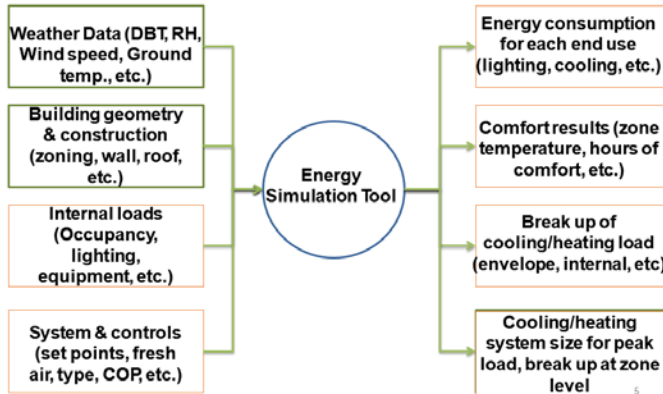 Weather Data (DBT, RH,
Wind speed, Ground
temp., etc.)
Building geometry
& construction
(zoning, wall, roof,
etc.)
Internal loads
(Occupancy,
lighting,
equipment, etc.)
System & controls
(set points, fresh
air, type, COP, etc.)
Energy
Simulation Tool
Energy consumption
for each end use
(lighting, cooling, etc.)
Comfort results (zone
temperature, hours of
comfort, etc.)
Break up of
cooling/heating load
(envelope, internal, etc)
Cooling/heating
system size for peak
load, break up at zone
level
5